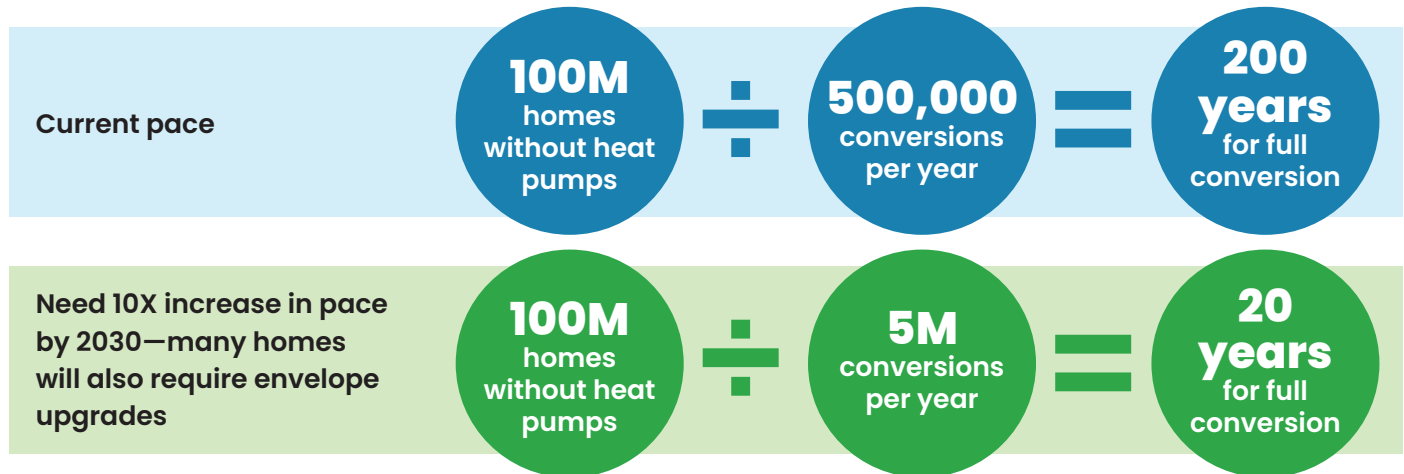 Current pace
100M
homes
without heat
pumps
÷
500,000
conversions
per year
=
200
years
for full
conversion
Need 10X increase in pace
by 2030—many homes
will also require envelope
upgrades
100M
homes
without heat
pumps
÷
5M
conversions
per year
=
20
years
for full
conversion